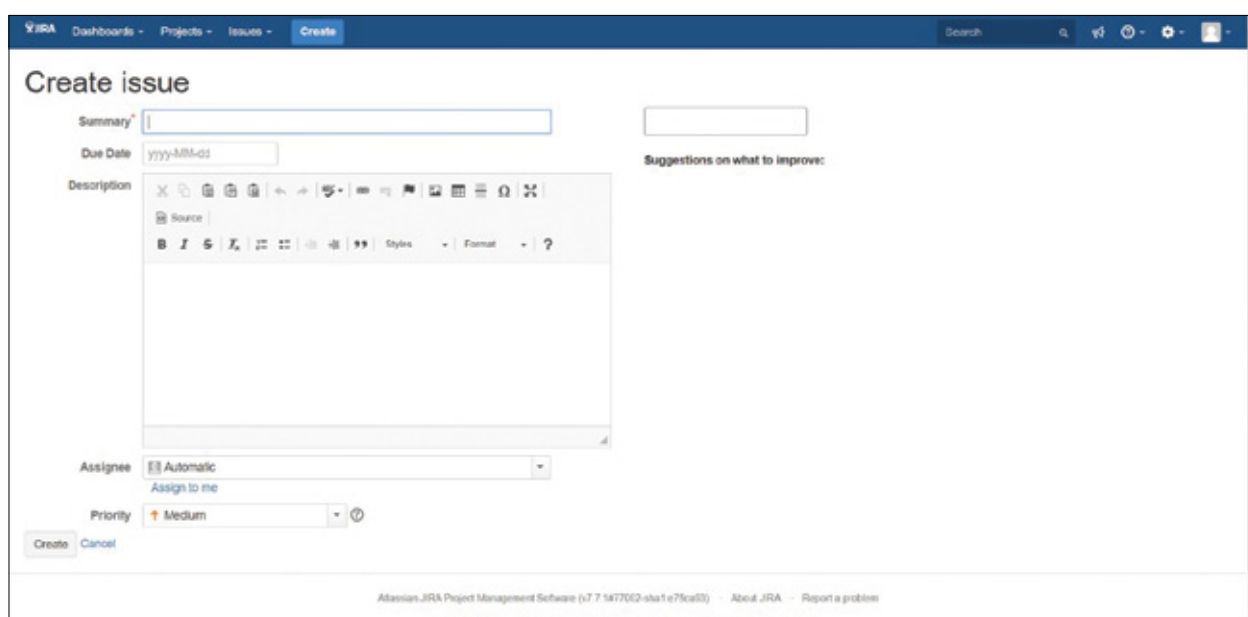 JIRA Dashboards Projects Issues Create Search
Create issue
Summary*
Due Date yyyy-MM-dd
Suggestions on what to improve:
Description
Source
B I S Tx Styles Format ?
Assignee Automatic
Assign to me
Priority Medium
Create Cancel
Atlassian JIRA Project Management Software · About JIRA · Report a problem